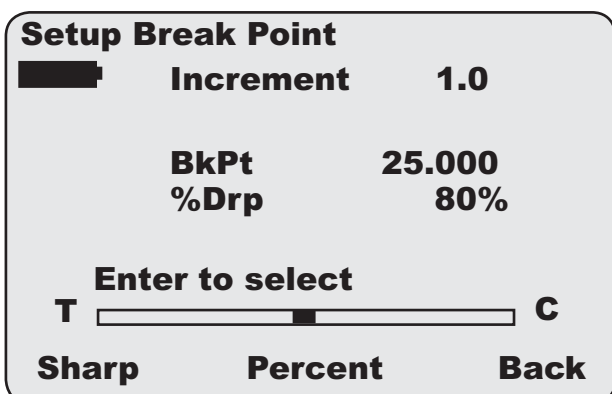 Setup Break Point
Increment 1.0
BkPt 25.000
%Drp 80%
Enter to select
T C
Sharp Percent Back